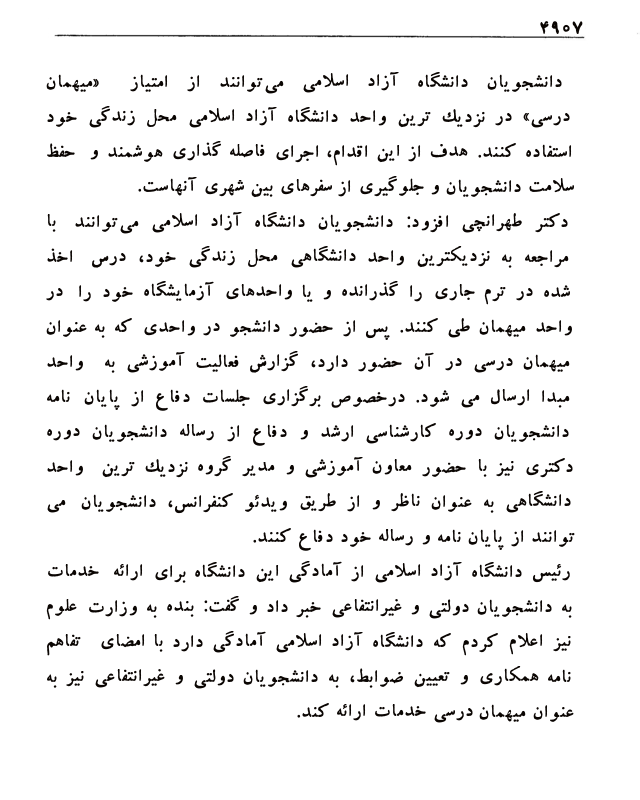 ۴۹۰۷
دانشجویان دانشگاه آزاد اسلامی می‌توانند از امتیاز «میهمان
درسی» در نزدیك ترین واحد دانشگاه آزاد اسلامی محل زندگی خود
استفاده کنند. هدف از این اقدام، اجرای فاصله گذاری هوشمند و حفظ
سلامت دانشجویان و جلوگیری از سفرهای بین شهری آنهاست.
دکتر طهرانچی افزود: دانشجویان دانشگاه آزاد اسلامی می‌توانند با
مراجعه به نزدیکترین واحد دانشگاهی محل زندگی خود، درس اخذ
شده در ترم جاری را گذرانده و یا واحدهای آزمایشگاه خود را در
واحد میهمان طی کنند. پس از حضور دانشجو در واحدی که به عنوان
میهمان درسی در آن حضور دارد، گزارش فعالیت آموزشی به واحد
مبدا ارسال می شود. درخصوص برگزاری جلسات دفاع از پایان نامه
دانشجویان دوره کارشناسی ارشد و دفاع از رساله دانشجویان دوره
دکتری نیز با حضور معاون آموزشی و مدیر گروه نزدیك ترین واحد
دانشگاهی به عنوان ناظر و از طریق ویدئو کنفرانس، دانشجویان می
توانند از پایان نامه و رساله خود دفاع کنند.
رئیس دانشگاه آزاد اسلامی از آمادگی این دانشگاه برای ارائه خدمات
به دانشجویان دولتی و غیرانتفاعی خبر داد و گفت: بنده به وزارت علوم
نیز اعلام کردم که دانشگاه آزاد اسلامی آمادگی دارد با امضای تفاهم
نامه همکاری و تعیین ضوابط، به دانشجویان دولتی و غیرانتفاعی نیز به
عنوان میهمان درسی خدمات ارائه کند.